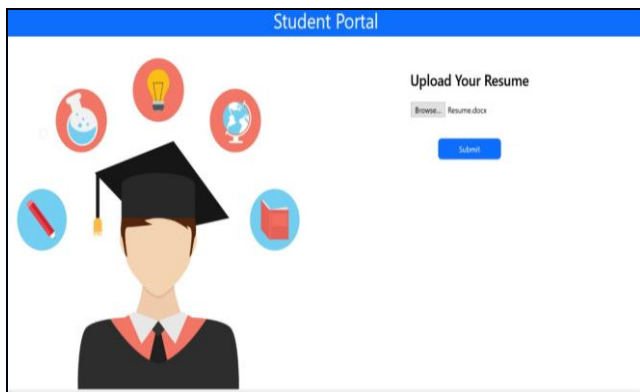 Student Portal
Upload Your Resume
Browse... Resume.docx
Submit